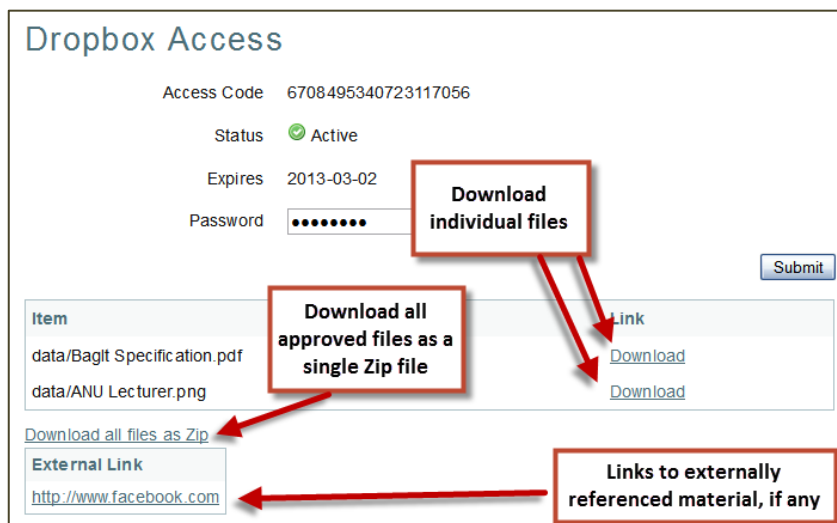 Dropbox Access
Access Code 6708495340723117056
Status Active
Expires 2013-03-02
Password ••••••••
Download
individual files
Submit
Item Link
Download all
approved files as a
single Zip file
data/BagIt Specification.pdf Download
data/ANU Lecturer.png Download
Download all files as Zip
External Link
http://www.facebook.com
Links to externally
referenced material, if any